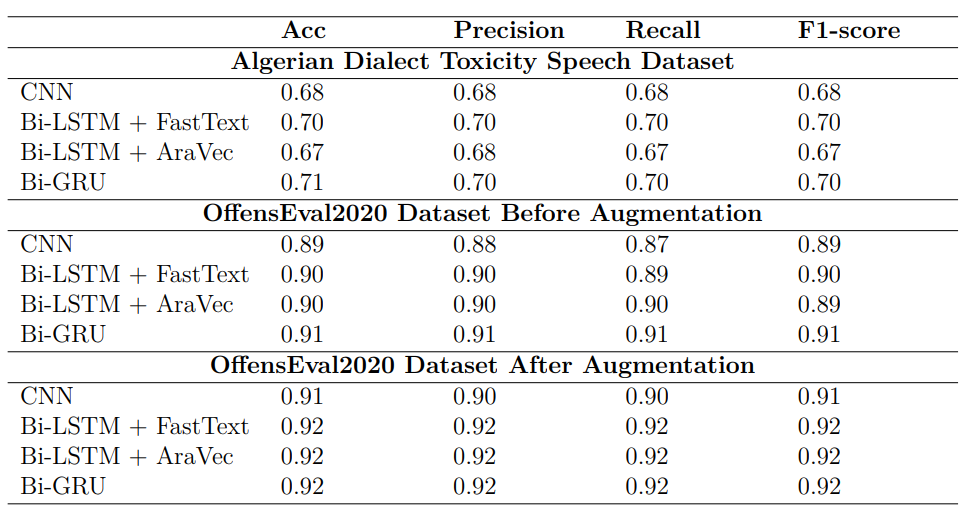 Acc Precision Recall F1-score
Algerian Dialect Toxicity Speech Dataset
CNN 0.68 0.68 0.68 0.68
Bi-LSTM + FastText 0.70 0.70 0.70 0.70
Bi-LSTM + AraVec 0.67 0.68 0.67 0.67
Bi-GRU 0.71 0.70 0.70 0.70
OffensEval2020 Dataset Before Augmentation
CNN 0.89 0.88 0.87 0.89
Bi-LSTM + FastText 0.90 0.90 0.89 0.90
Bi-LSTM + AraVec 0.90 0.90 0.90 0.89
Bi-GRU 0.91 0.91 0.91 0.91
OffensEval2020 Dataset After Augmentation
CNN 0.91 0.90 0.90 0.91
Bi-LSTM + FastText 0.92 0.92 0.92 0.92
Bi-LSTM + AraVec 0.92 0.92 0.92 0.92
Bi-GRU 0.92 0.92 0.92 0.92